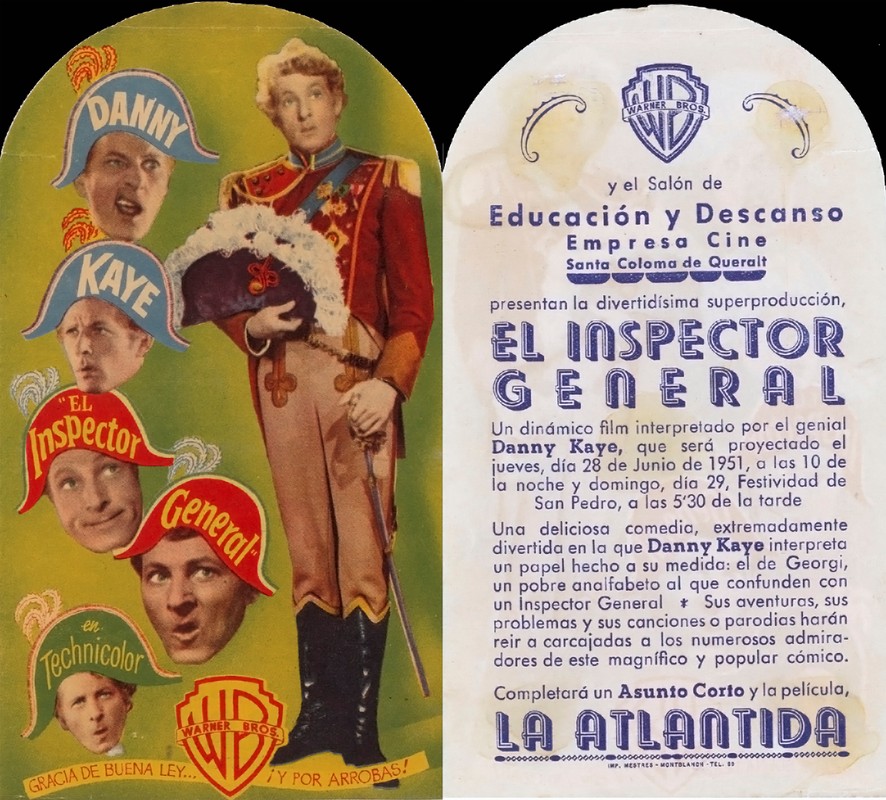 DANNY
KAYE
"EL
Inspector
General"
en
Technicolor
WB
WARNER BROS.
GRACIA DE BUENA LEY... ¡Y POR ARROBAS!
WB
WARNER BROS.
y el Salón de
Educación y Descanso
Empresa Cine
Santa Coloma de Queralt
presentan la divertidísima superproducción,
EL INSPECTOR
GENERAL
Un dinámico film interpretado por el genial
Danny Kaye, que será proyectado el
jueves, día 28 de Junio de 1951, a las 10 de
la noche y domingo, día 29, Festividad de
San Pedro, a las 5'30 de la tarde
Una deliciosa comedia, extremadamente
divertida en la que Danny Kaye interpreta
un papel hecho a su medida: el de Georgi,
un pobre analfabeto al que confunden con
un Inspector General * Sus aventuras, sus
problemas y sus canciones o parodias harán
reir a carcajadas a los numerosos admira-
dores de este magnífico y popular cómico.
Completará un Asunto Corto y la película,
LA ATLANTIDA
IMP. MESTRES - MONTBLANCH - TEL. 93